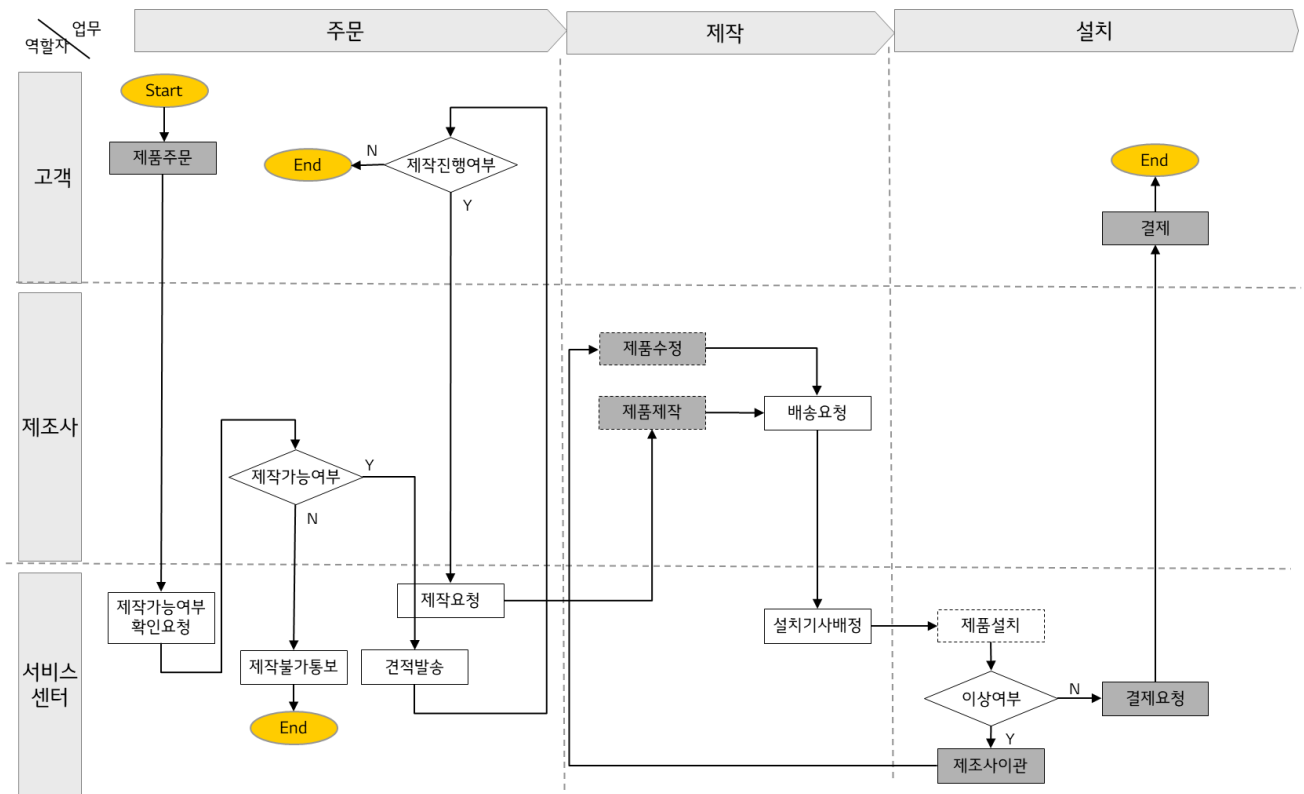 업무
역할자
주문
제작
설치
고객
Start
제품주문
End
N
제작진행여부
Y
End
결제
제조사
제품수정
제품제작
배송요청
제작가능여부
Y
N
서비스
센터
제작가능여부
확인요청
제작요청
제작불가통보
견적발송
End
설치기사배정
제품설치
이상여부
N
결제요청
Y
제조사이관